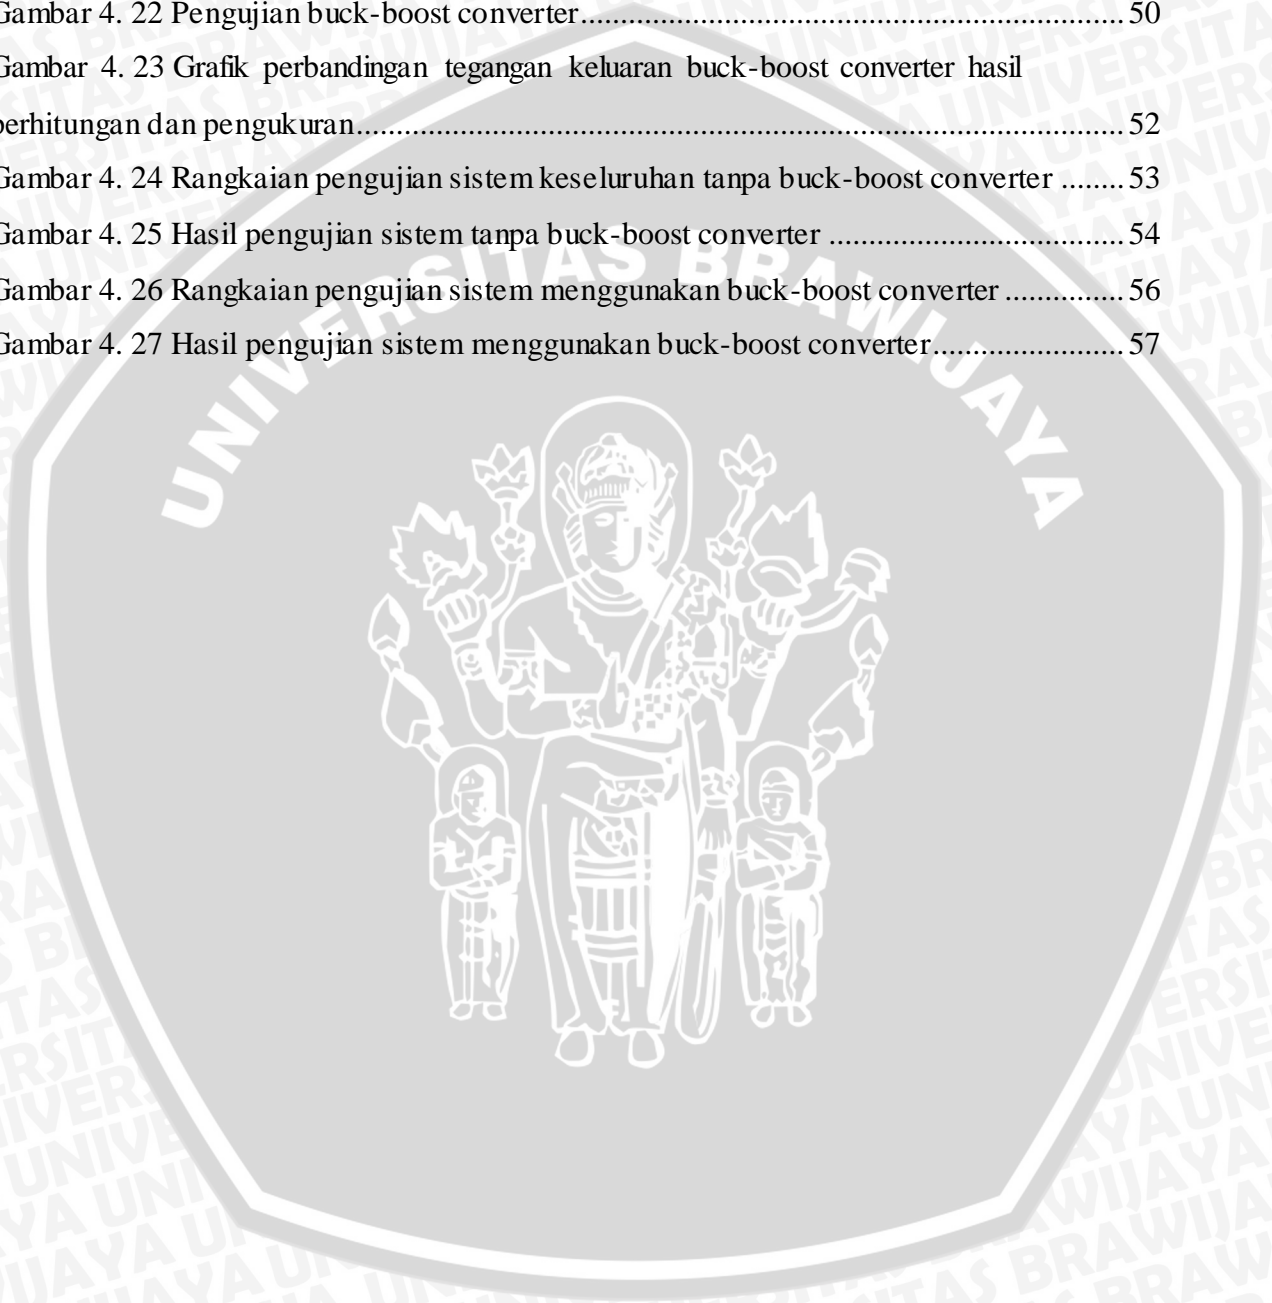 Gambar 4. 22 Pengujian buck-boost converter.................................................................. 50
Gambar 4. 23 Grafik perbandingan tegangan keluaran buck-boost converter hasil
perhitungan dan pengukuran............................................................................................. 52
Gambar 4. 24 Rangkaian pengujian sistem keseluruhan tanpa buck-boost converter ........ 53
Gambar 4. 25 Hasil pengujian sistem tanpa buck-boost converter .................................... 54
Gambar 4. 26 Rangkaian pengujian sistem menggunakan buck-boost converter ............... 56
Gambar 4. 27 Hasil pengujian sistem menggunakan buck-boost converter....................... 57
UNIVERSITAS BRAWIJAYA